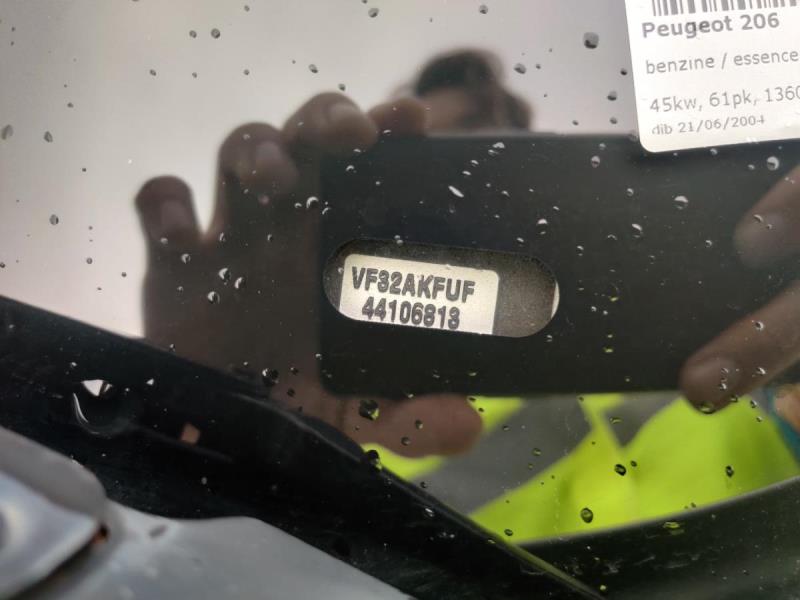 Peugeot 206
benzine / essence
45kw, 61pk, 1360
dib 21/06/2004
VF32AKFUF
44106813